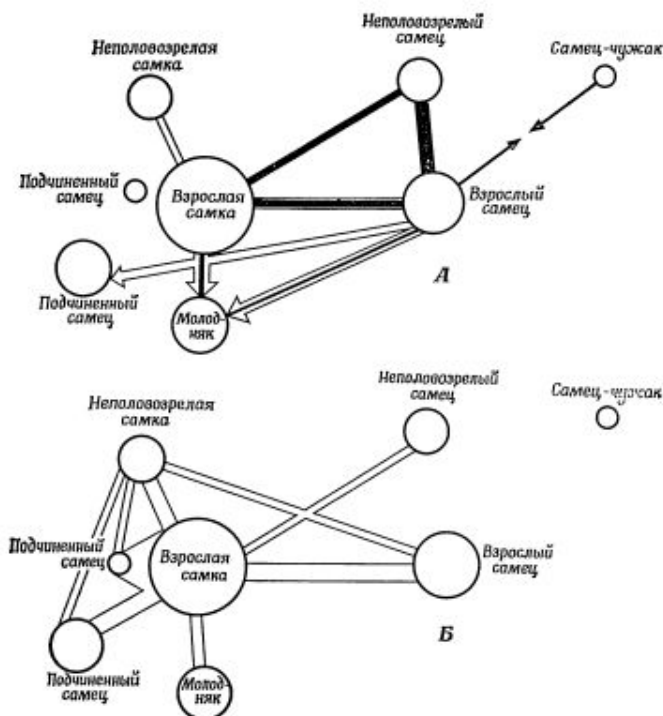 Неполовозрелый
самец
Неполовозрелая
самка
Самец-чужак
Подчиненный
самец
Взрослая
самка
Взрослый
самец
Подчиненный
самец
Молод-
няк
А
Неполовозрелый
самец
Самец-чужак
Неполовозрелая
самка
Подчиненный
самец
Взрослая
самка
Взрослый
самец
Б
Подчиненный
самец
Молод-
няк